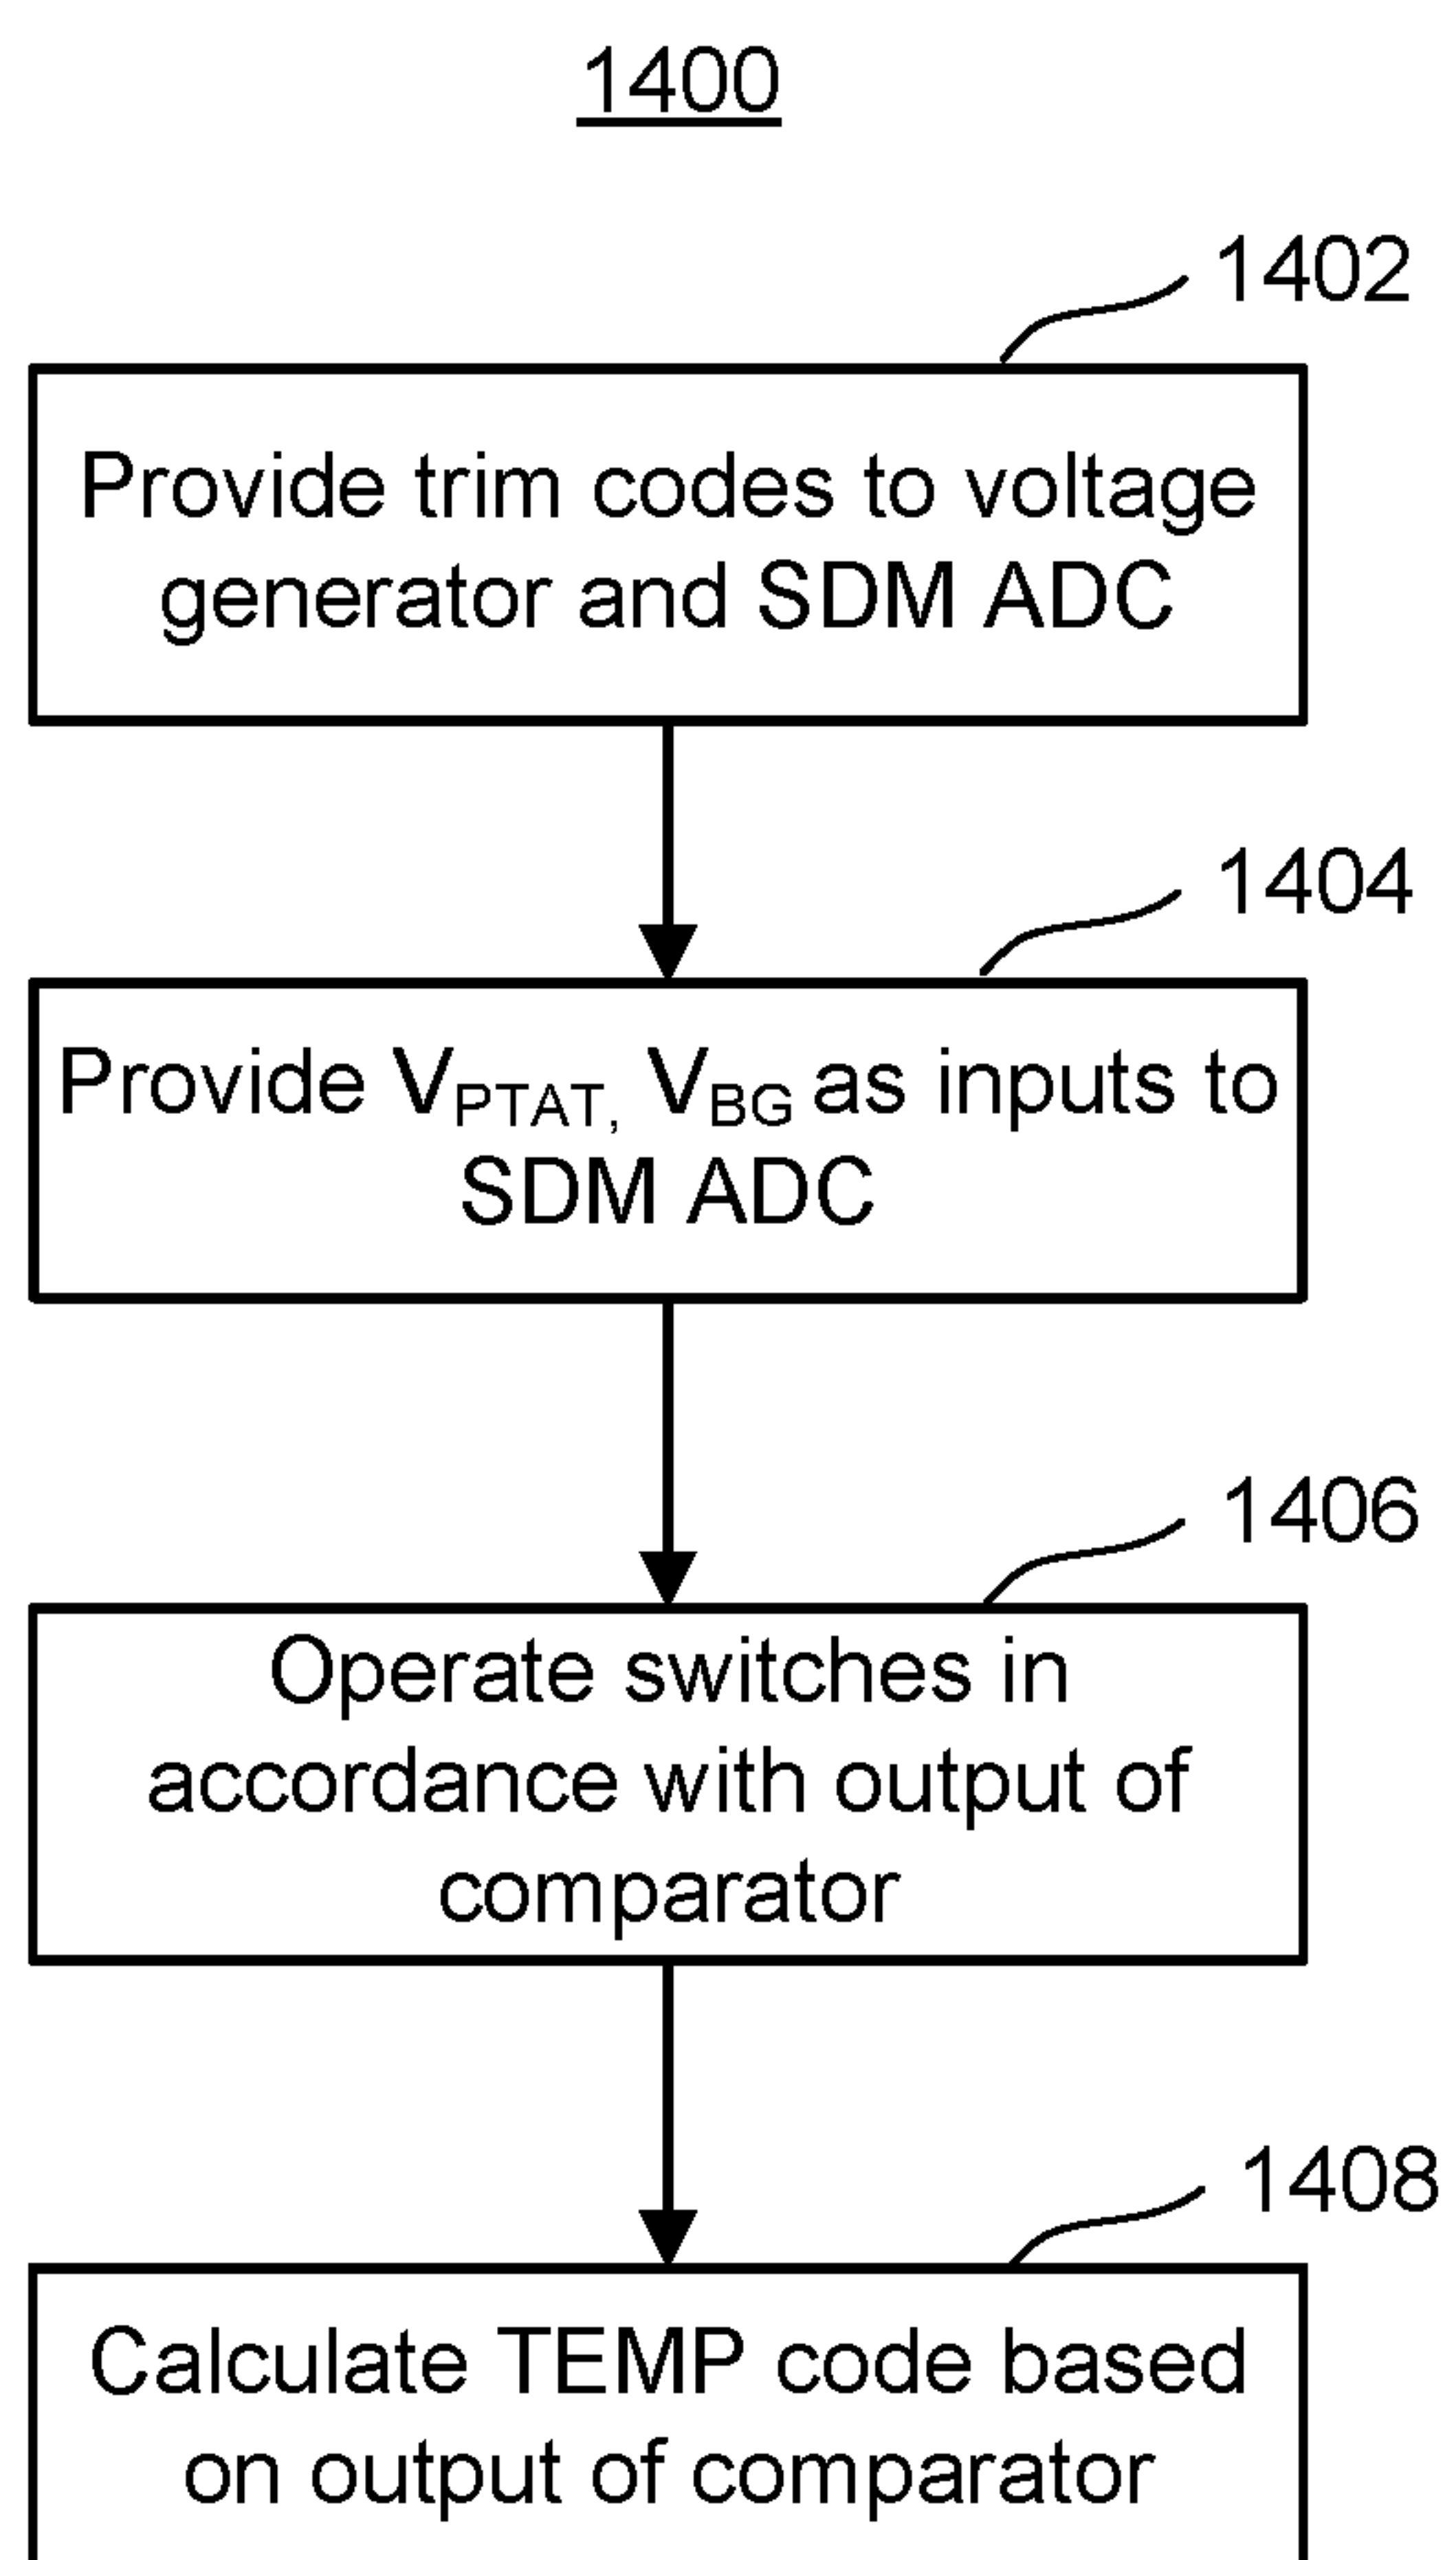 1400
1402
Provide trim codes to voltage
generator and SDM ADC
1404
Provide VPTAT, VBG as inputs to
SDM ADC
1406
Operate switches in
accordance with output of
comparator
1408
Calculate TEMP code based
on output of comparator